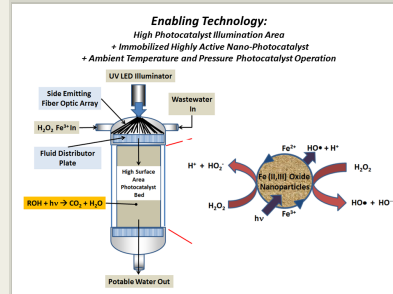 Enabling Technology:
High Photocatalyst Illumination Area
+ Immobilized Highly Active Nano-Photocatalyst
+ Ambient Temperature and Pressure Photocatalyst Operation
UV LED Illuminator
Side Emitting
Fiber Optic Array
Wastewater
In
H₂O₂ Fe³⁺ In
Fluid Distributor
Plate
High Surface
Area
Photocatalyst
Bed
ROH + hν → CO₂ + H₂O
Potable Water Out
Fe²⁺
HO• + H⁺
H⁺ + HO₂⁻
H₂O₂
Fe [II,III] Oxide
Nanoparticles
H₂O₂
hν
Fe³⁺
HO• + HO⁻